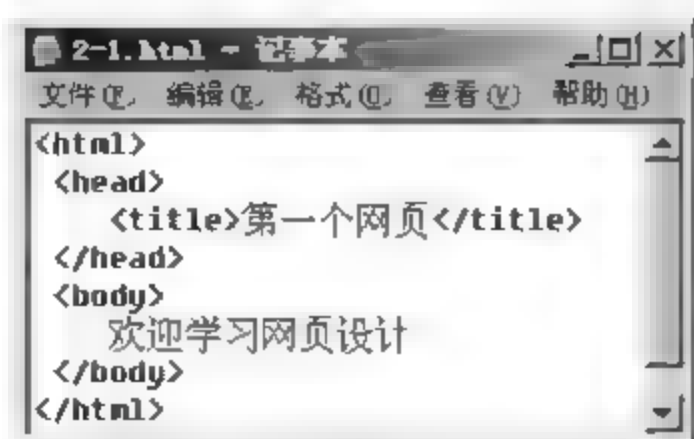 2-1.html - 记事本
文件(F) 编辑(E) 格式(O) 查看(V) 帮助(H)
<html>
<head>
<title>第一个网页</title>
</head>
<body>
欢迎学习网页设计
</body>
</html>